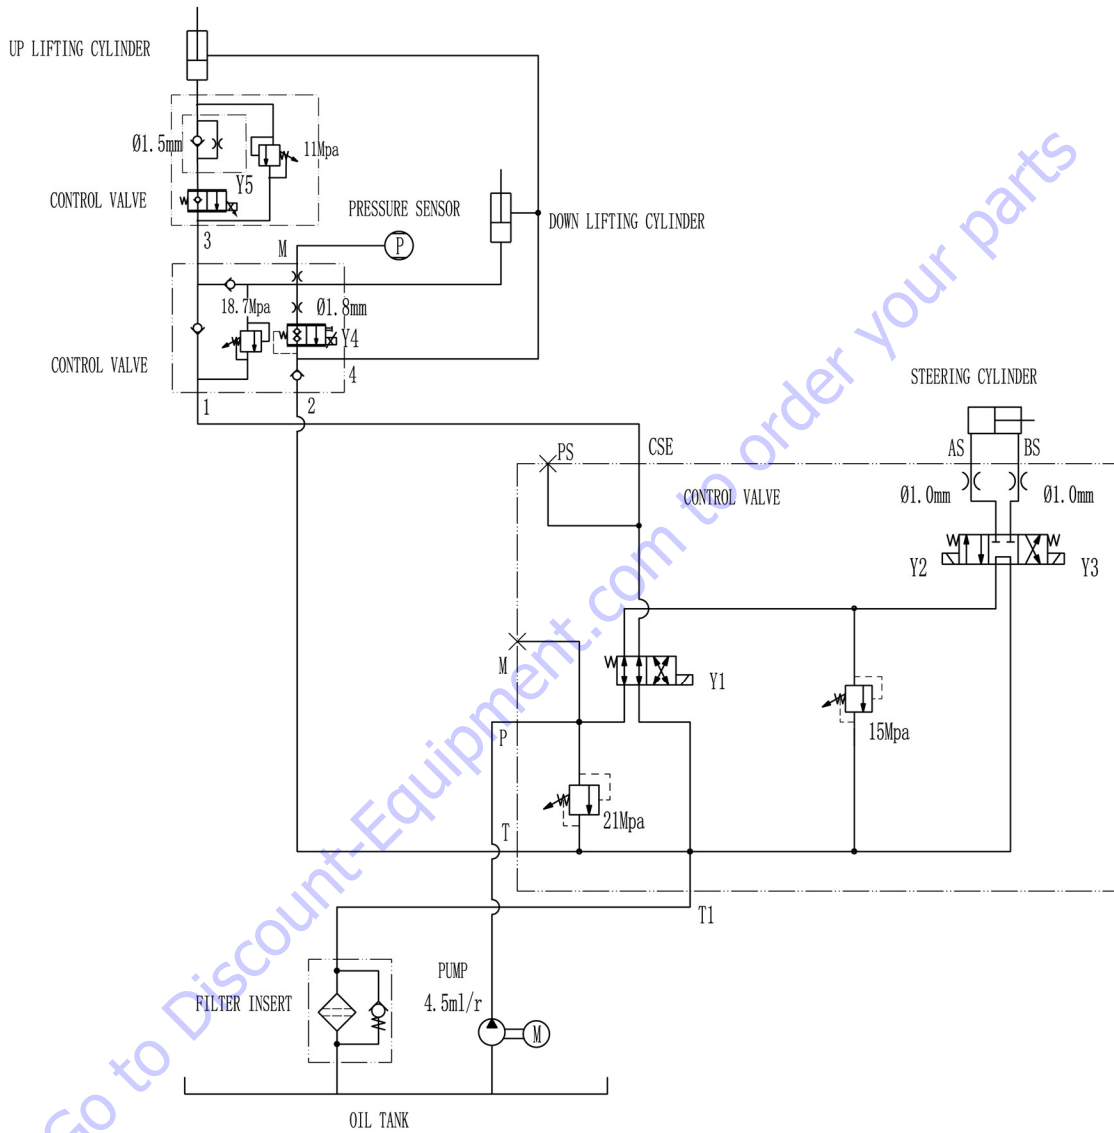 UP LIFTING CYLINDER
Ø1.5mm
11Mpa
Y5
CONTROL VALVE
PRESSURE SENSOR
P
DOWN LIFTING CYLINDER
3
M
18.7Mpa
Ø1.8mm
Y4
CONTROL VALVE
4
1
2
STEERING CYLINDER
PS
CSE
AS
BS
CONTROL VALVE
Ø1.0mm
Ø1.0mm
Y2
Y3
M
Y1
P
15Mpa
T
21Mpa
T1
PUMP
4.5ml/r
FILTER INSERT
M
OIL TANK
Go to Discount-Equipment.com to order your parts